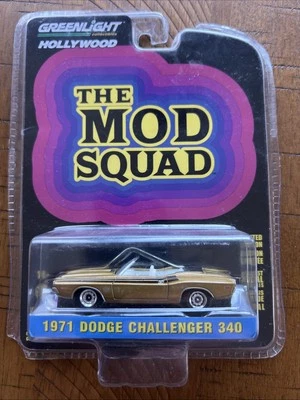 GREENLIGHT
HOLLYWOOD
THE
MOD
SQUAD
1971 DODGE CHALLENGER 340